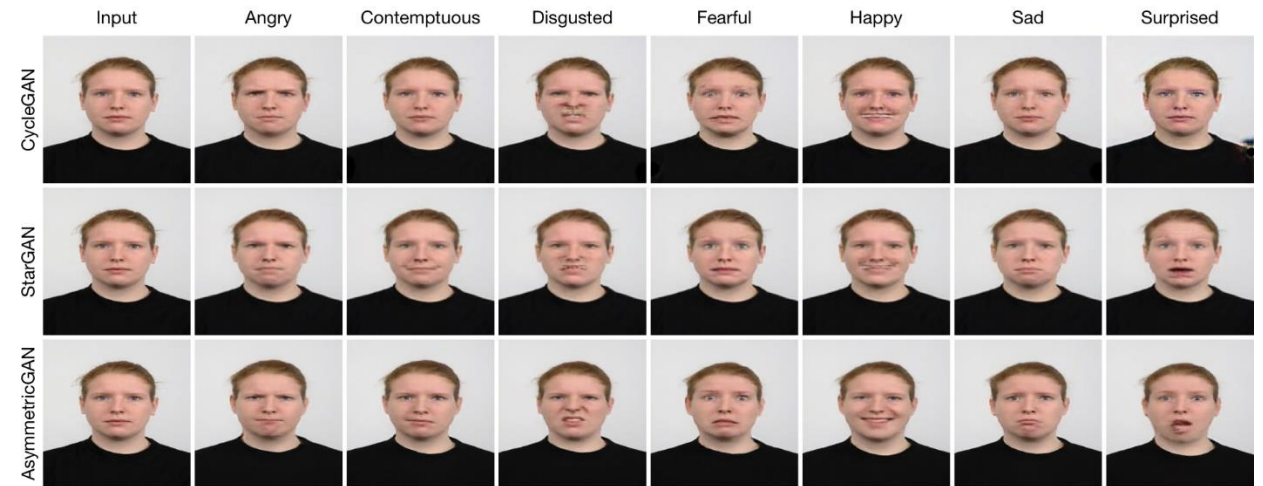 Input Angry Contemptuous Disgusted Fearful Happy Sad Surprised
CycleGAN
StarGAN
AsymmetricGAN